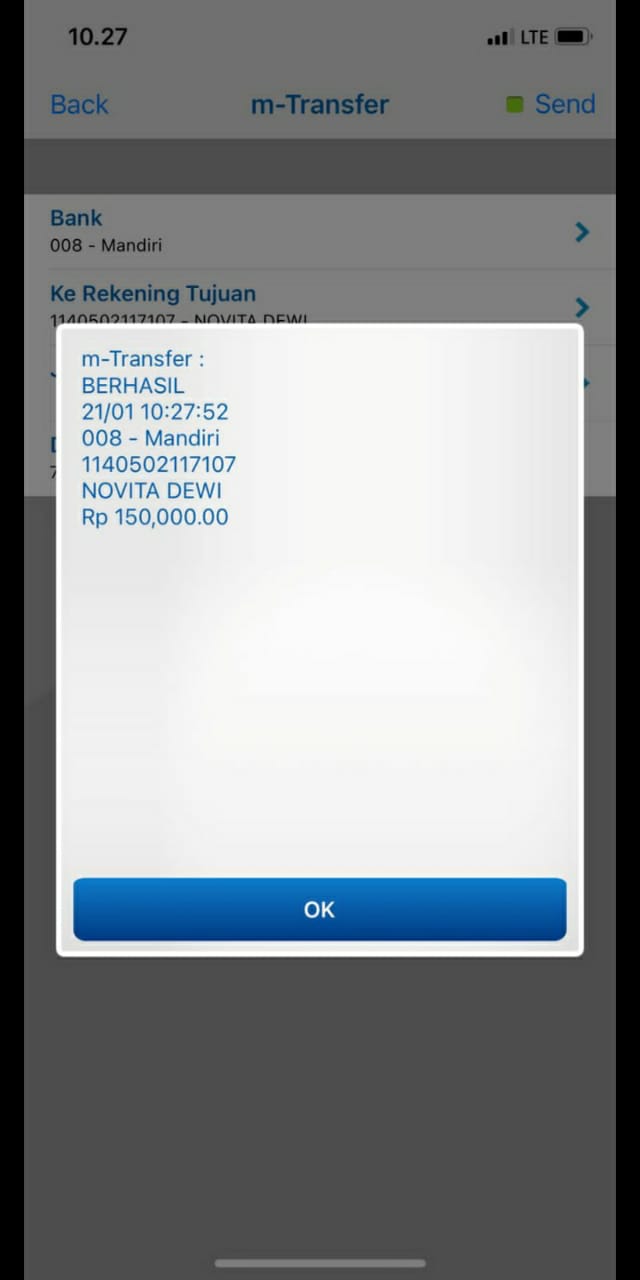 10.27
LTE
Back
m-Transfer
Send
Bank
008 - Mandiri
Ke Rekening Tujuan
1140502117107 - NOVITA DEWI
m-Transfer :
BERHASIL
21/01 10:27:52
008 - Mandiri
1140502117107
NOVITA DEWI
Rp 150,000.00
OK